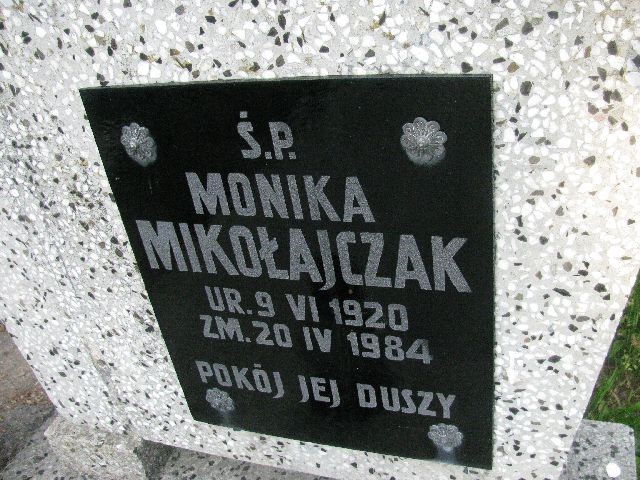 Ś.P.
MONIKA
MIKOŁAJCZAK
UR. 9 VI 1920
ZM. 20 IV 1984
POKÓJ JEJ DUSZY